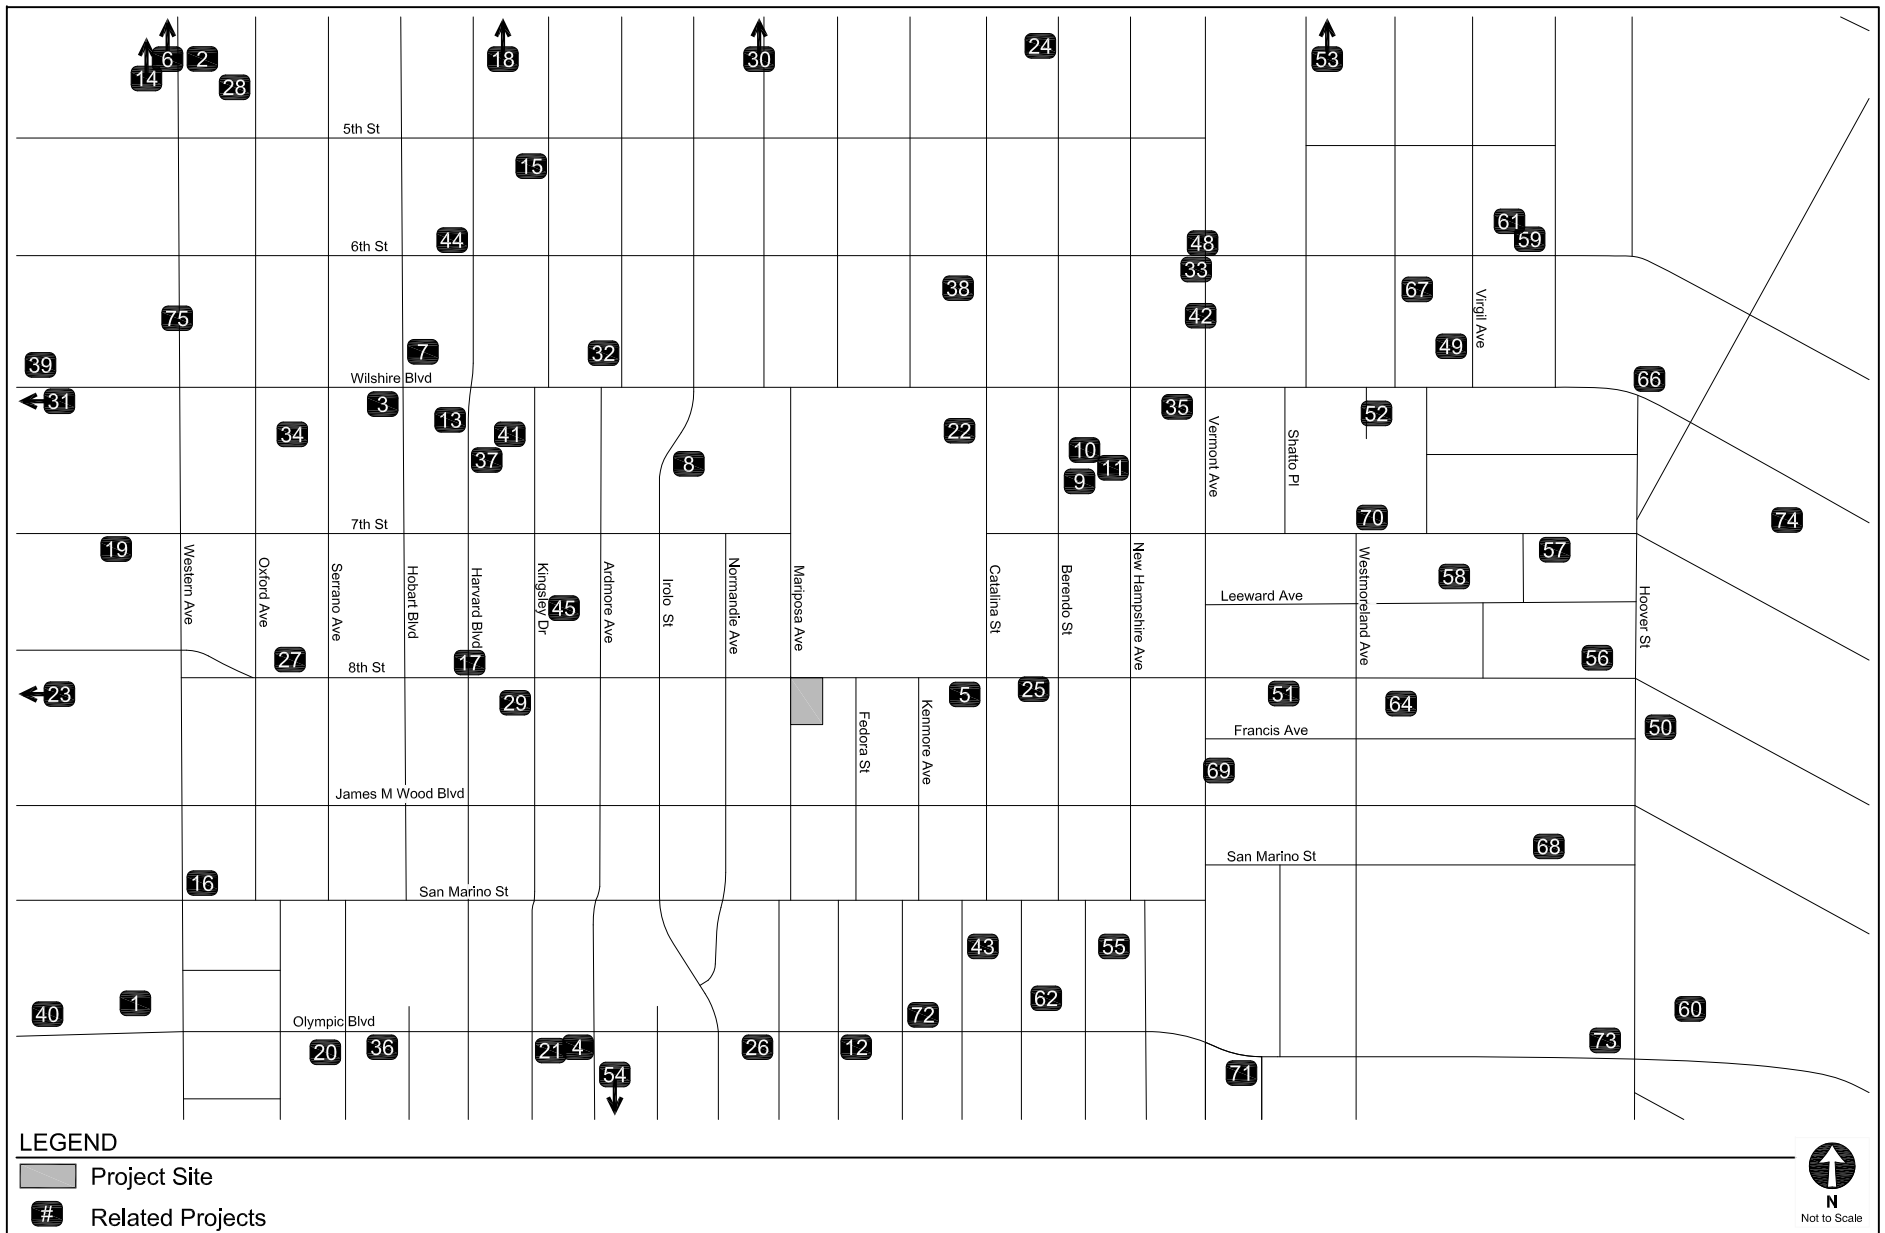 6
2
18
30
24
53
14
28
5th St
15
61
59
44
6th St
48
33
38
67
75
42
Virgil Ave
7
32
49
39
Wilshire Blvd
66
31
3
13
34
41
37
8
22
35
10
11
9
Vermont Ave
Shatto Pl
52
7th St
70
74
19
57
58
Western Ave
Oxford Ave
Serrano Ave
Hobart Blvd
Harvard Blvd
Kingsley Dr
45
Ardmore Ave
Irolo St
Normandie Ave
Mariposa Ave
Catalina St
Berendo St
New Hampshire Ave
Leeward Ave
Westmoreland Ave
Hoover St
27
8th St
17
56
23
29
5
25
51
64
50
Fedora St
Kenmore Ave
Francis Ave
69
James M Wood Blvd
68
San Marino St
16
San Marino St
43
55
40
1
62
60
72
Olympic Blvd
20
36
21
4
54
26
12
73
71
LEGEND
Project Site
# Related Projects
N
Not to Scale